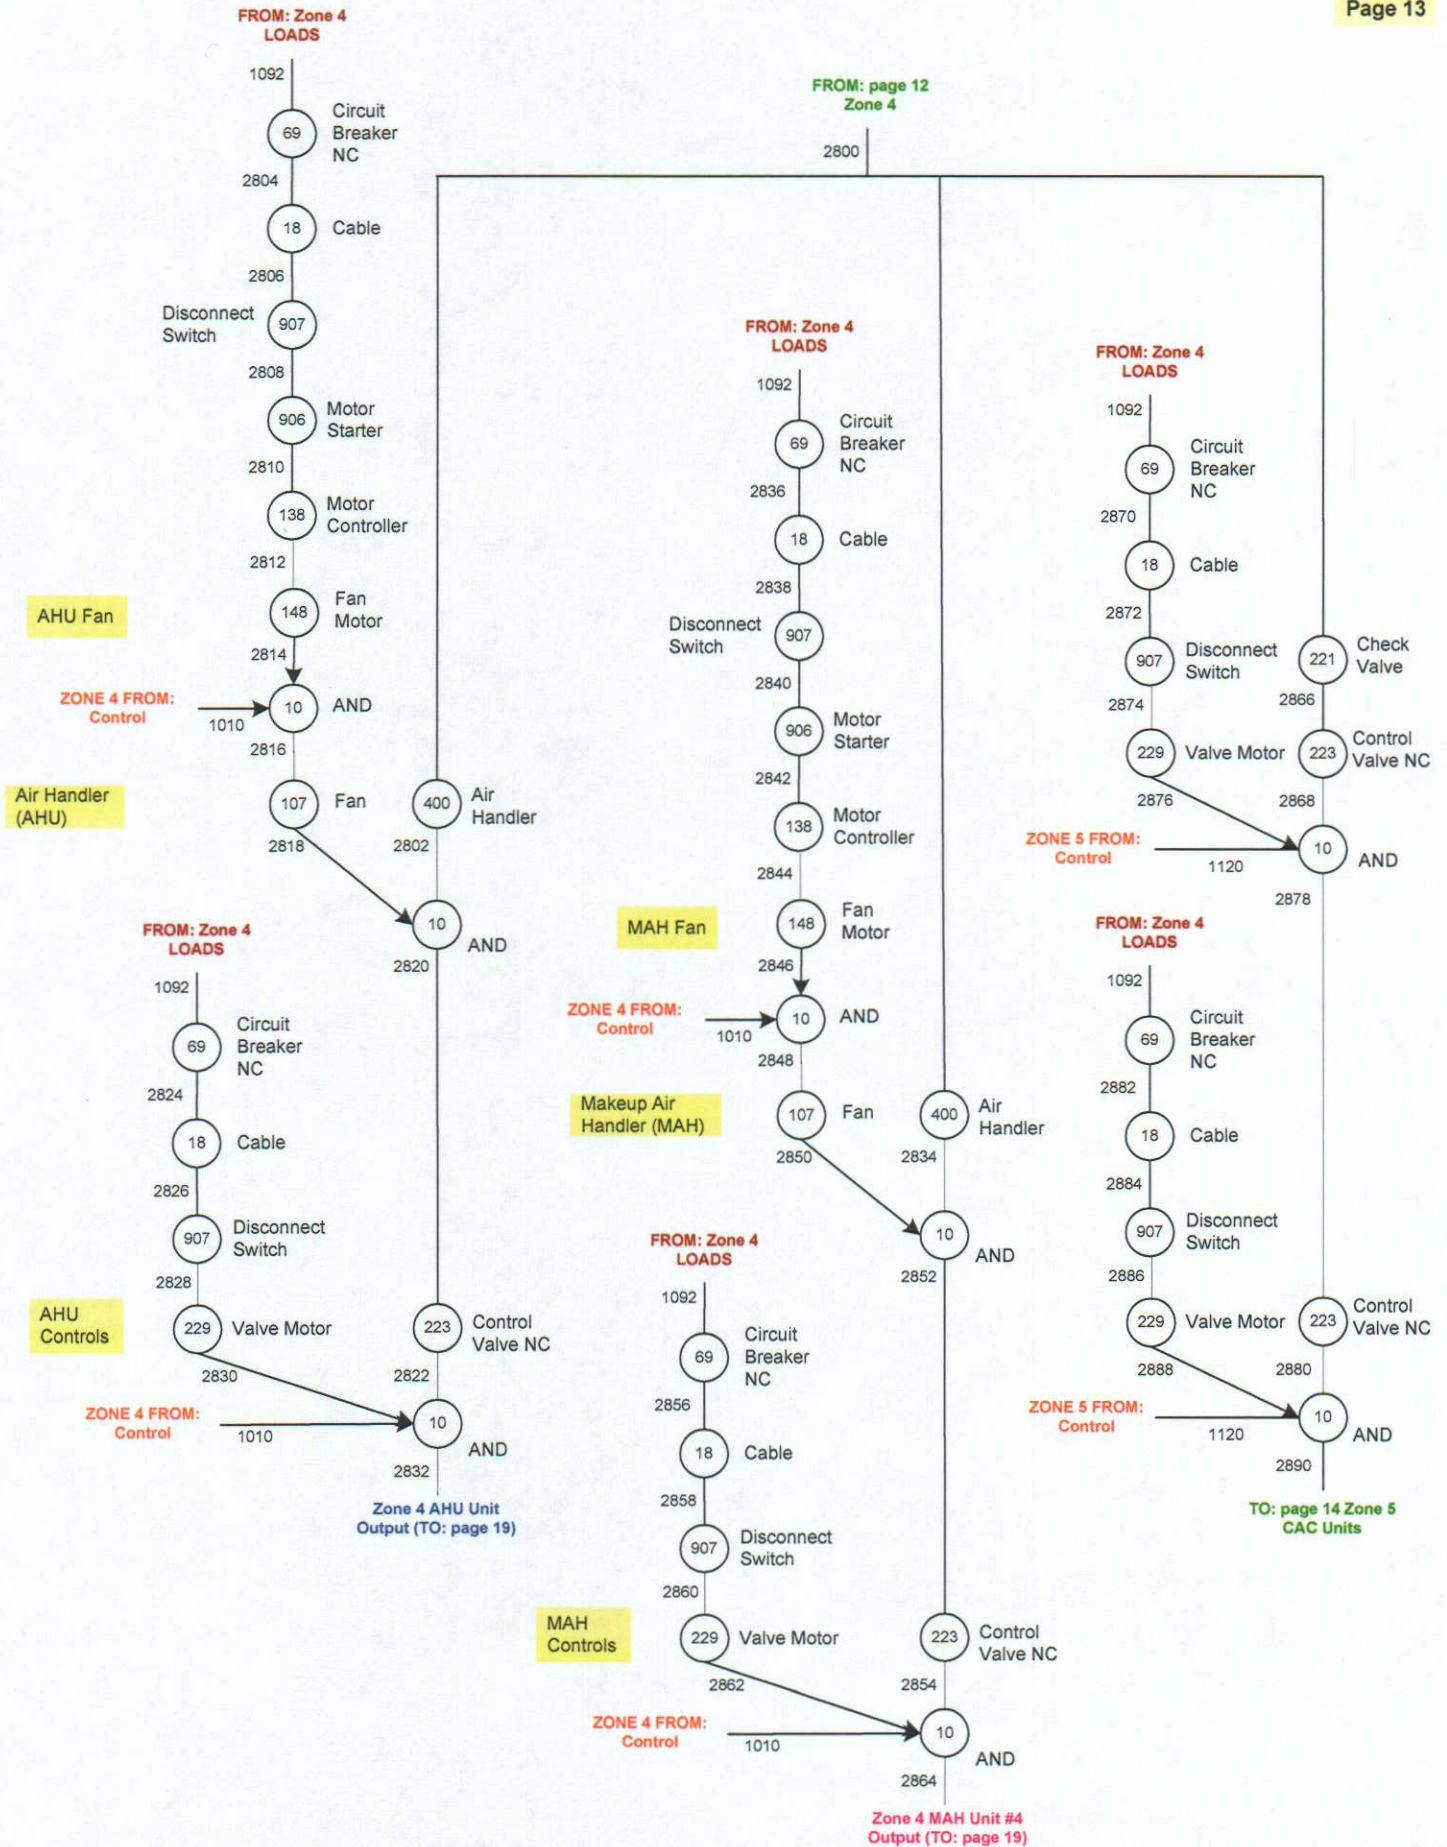 Page 13
FROM: Zone 4
LOADS
1092
69
Circuit
Breaker
NC
2804
18
Cable
2806
Disconnect
Switch
907
2808
906
Motor
Starter
2810
138
Motor
Controller
2812
AHU Fan
148
Fan
Motor
2814
ZONE 4 FROM:
Control
1010
10
AND
2816
Air Handler
(AHU)
107
Fan
2818
FROM: page 12
Zone 4
2800
400
Air
Handler
2802
10
AND
2820
FROM: Zone 4
LOADS
1092
69
Circuit
Breaker
NC
2824
18
Cable
2826
907
Disconnect
Switch
2828
AHU
Controls
229
Valve Motor
2830
223
Control
Valve NC
2822
ZONE 4 FROM:
Control
1010
10
AND
2832
Zone 4 AHU Unit
Output (TO: page 19)
FROM: Zone 4
LOADS
1092
69
Circuit
Breaker
NC
2836
18
Cable
2838
Disconnect
Switch
907
2840
906
Motor
Starter
2842
138
Motor
Controller
2844
MAH Fan
148
Fan
Motor
2846
ZONE 4 FROM:
Control
1010
10
AND
2848
Makeup Air
Handler (MAH)
107
Fan
2850
400
Air
Handler
2834
10
AND
2852
FROM: Zone 4
LOADS
1092
69
Circuit
Breaker
NC
2856
18
Cable
2858
907
Disconnect
Switch
2860
MAH
Controls
229
Valve Motor
2862
223
Control
Valve NC
2854
ZONE 4 FROM:
Control
1010
10
AND
2864
Zone 4 MAH Unit #4
Output (TO: page 19)
FROM: Zone 4
LOADS
1092
69
Circuit
Breaker
NC
2870
18
Cable
2872
907
Disconnect
Switch
2874
221
Check
Valve
2866
229
Valve Motor
2876
223
Control
Valve NC
2868
ZONE 5 FROM:
Control
1120
10
AND
2878
FROM: Zone 4
LOADS
1092
69
Circuit
Breaker
NC
2882
18
Cable
2884
907
Disconnect
Switch
2886
229
Valve Motor
2888
223
Control
Valve NC
2880
ZONE 5 FROM:
Control
1120
10
AND
2890
TO: page 14 Zone 5
CAC Units